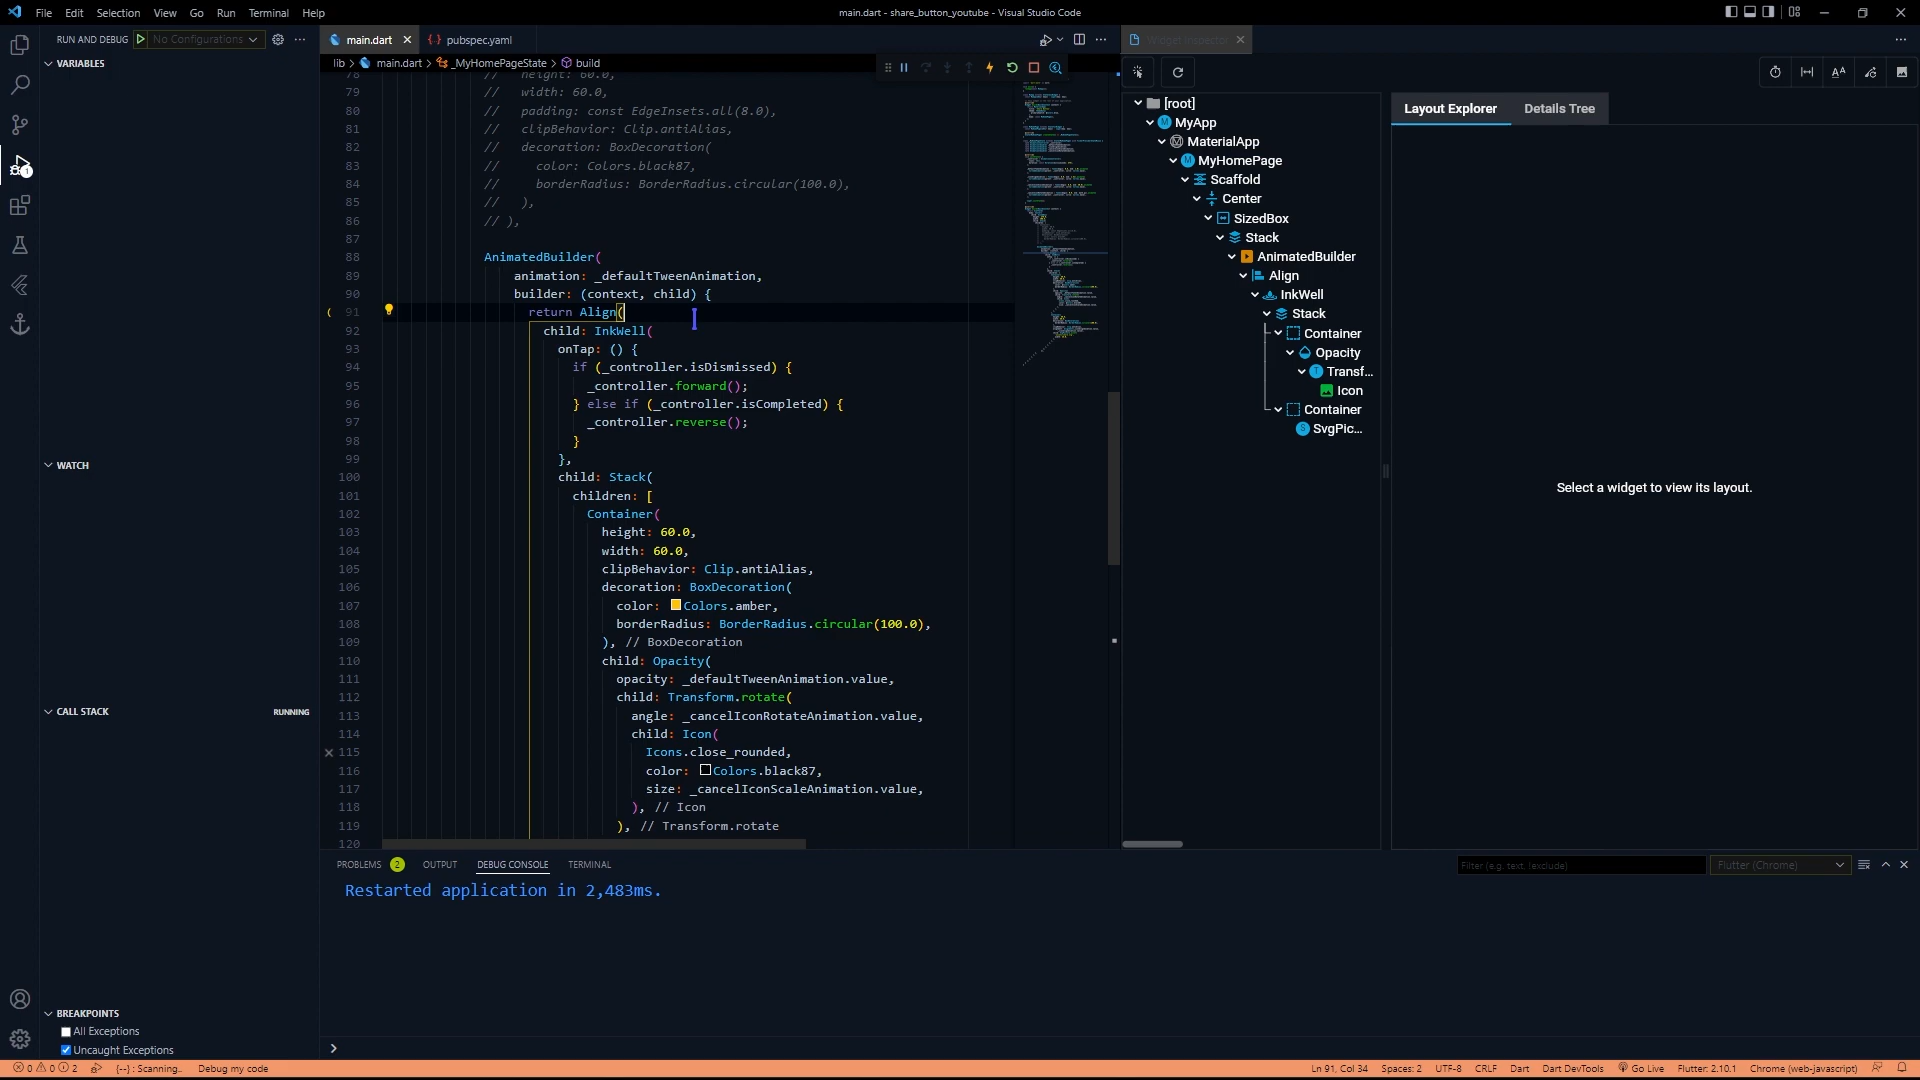 File Edit Selection View Go Run Terminal Help
main.dart - share_button_youtube - Visual Studio Code
RUN AND DEBUG No Configurations
main.dart
pubspec.yaml
Widget Inspector
VARIABLES
lib > main.dart > _MyHomePageState > build
78 // height: 60.0,
79 // width: 60.0,
80 // padding: const EdgeInsets.all(8.0),
81 // clipBehavior: Clip.antiAlias,
82 // decoration: BoxDecoration(
83 // color: Colors.black87,
84 // borderRadius: BorderRadius.circular(100.0),
85 // ),
86 // ),
87
88 AnimatedBuilder(
89 animation: _defaultTweenAnimation,
90 builder: (context, child) {
91 return Align(
92 child: InkWell(
93 onTap: () {
94 if (_controller.isDismissed) {
95 _controller.forward();
96 } else if (_controller.isCompleted) {
97 _controller.reverse();
98 }
99 },
100 child: Stack(
101 children: [
102 Container(
103 height: 60.0,
104 width: 60.0,
105 clipBehavior: Clip.antiAlias,
106 decoration: BoxDecoration(
107 color: Colors.amber,
108 borderRadius: BorderRadius.circular(100.0),
109 ), // BoxDecoration
110 child: Opacity(
111 opacity: _defaultTweenAnimation.value,
112 child: Transform.rotate(
113 angle: _cancelIconRotateAnimation.value,
114 child: Icon(
115 Icons.close_rounded,
116 color: Colors.black87,
117 size: _cancelIconScaleAnimation.value,
118 ), // Icon
119 ), // Transform.rotate
120
[root]
MyApp
MaterialApp
MyHomePage
Scaffold
Center
SizedBox
Stack
AnimatedBuilder
Align
InkWell
Stack
Container
Opacity
Transf...
Icon
Container
SvgPic...
Layout Explorer
Details Tree
Select a widget to view its layout.
WATCH
CALL STACK RUNNING
BREAKPOINTS
All Exceptions
Uncaught Exceptions
PROBLEMS 2 OUTPUT DEBUG CONSOLE TERMINAL
Filter (e.g. text, !exclude)
Flutter (Chrome)
Restarted application in 2,483ms.
0 0 2 {--} : Scanning.. Debug my code
Ln 91, Col 34 Spaces: 2 UTF-8 CRLF Dart Dart DevTools Go Live Flutter: 2.10.1 Chrome (web-javascript)